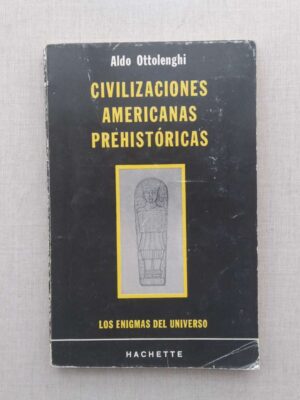 Aldo Ottolenghi
CIVILIZACIONES
AMERICANAS
PREHISTÓRICAS
LOS ENIGMAS DEL UNIVERSO
HACHETTE